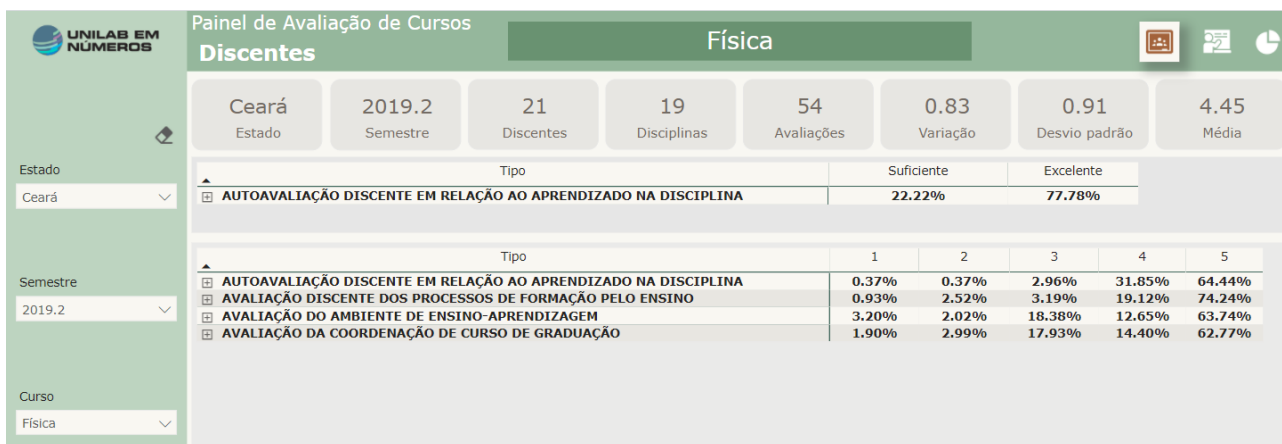 UNILAB EM
NÚMEROS
Painel de Avaliação de Cursos
Discentes
Física
Ceará 2019.2 21 19 54 0.83 0.91 4.45
Estado Semestre Discentes Disciplinas Avaliações Variação Desvio padrão Média
Estado
Ceará
Tipo Suficiente Excelente
AUTOAVALIAÇÃO DISCENTE EM RELAÇÃO AO APRENDIZADO NA DISCIPLINA 22.22% 77.78%
Semestre
2019.2
Tipo 1 2 3 4 5
AUTOAVALIAÇÃO DISCENTE EM RELAÇÃO AO APRENDIZADO NA DISCIPLINA 0.37% 0.37% 2.96% 31.85% 64.44%
AVALIAÇÃO DISCENTE DOS PROCESSOS DE FORMAÇÃO PELO ENSINO 0.93% 2.52% 3.19% 19.12% 74.24%
AVALIAÇÃO DO AMBIENTE DE ENSINO-APRENDIZAGEM 3.20% 2.02% 18.38% 12.65% 63.74%
AVALIAÇÃO DA COORDENAÇÃO DE CURSO DE GRADUAÇÃO 1.90% 2.99% 17.93% 14.40% 62.77%
Curso
Física